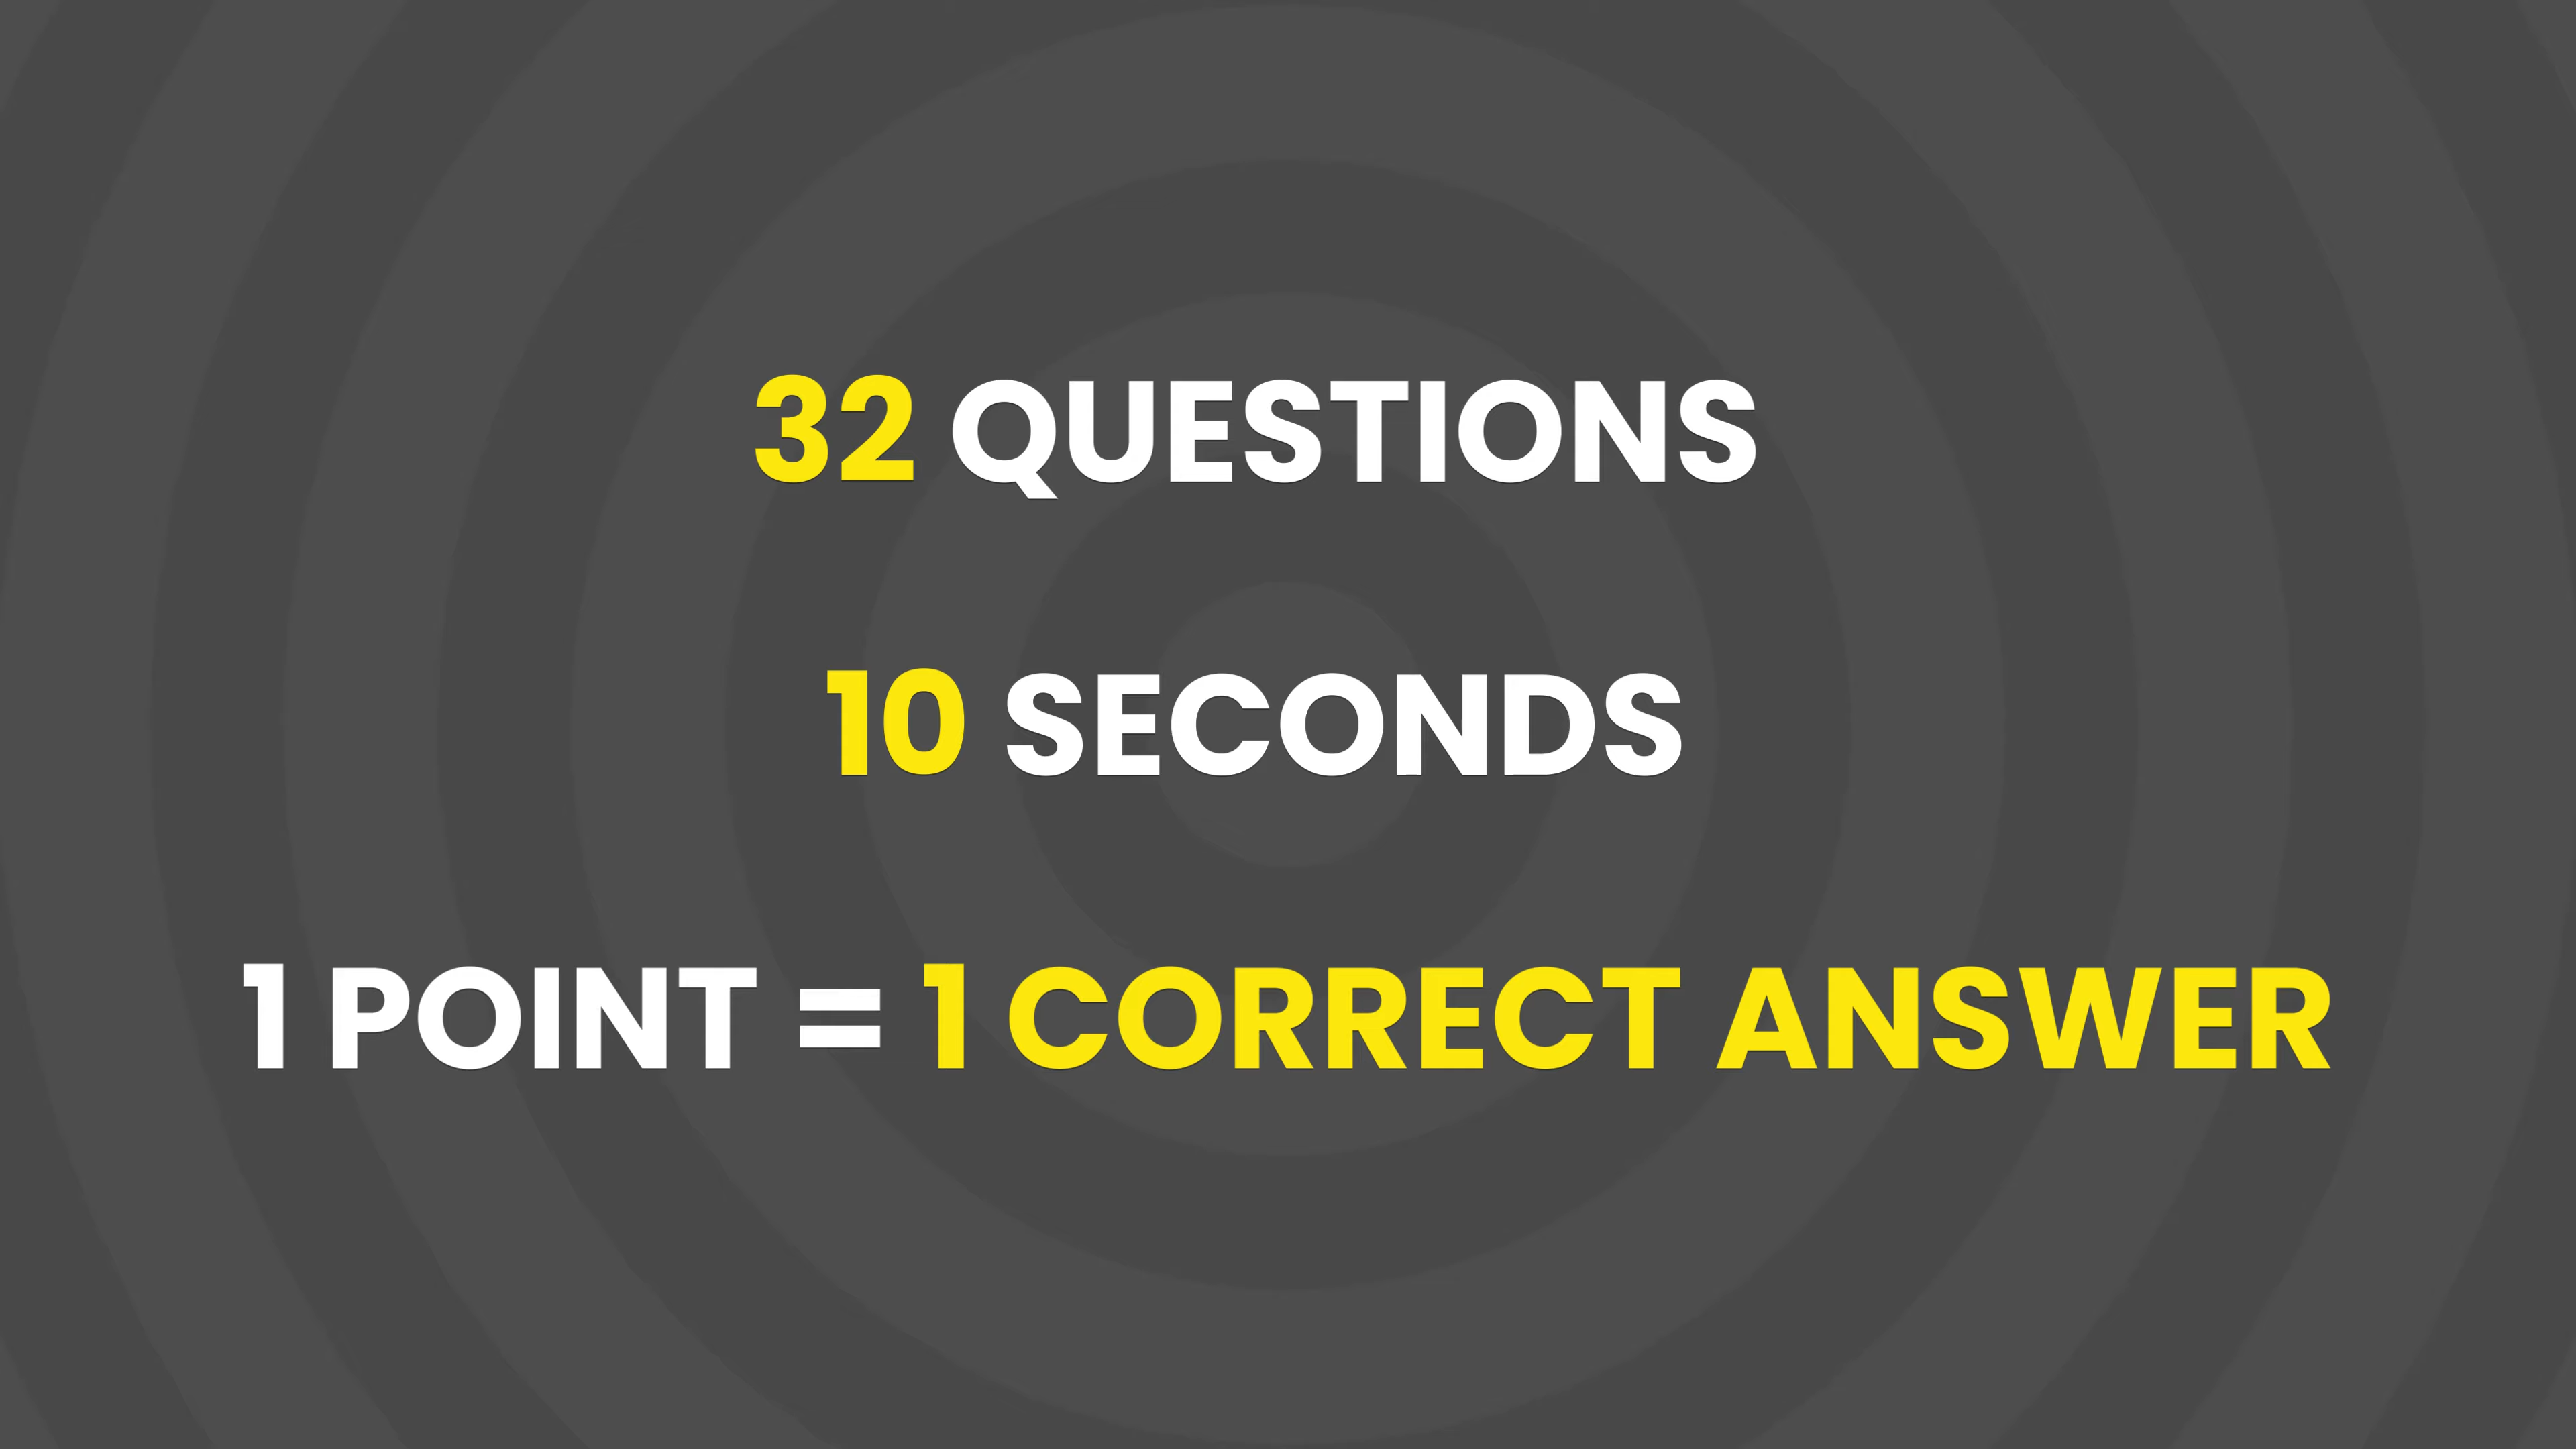 32 QUESTIONS
10 SECONDS
1 POINT = 1 CORRECT ANSWER